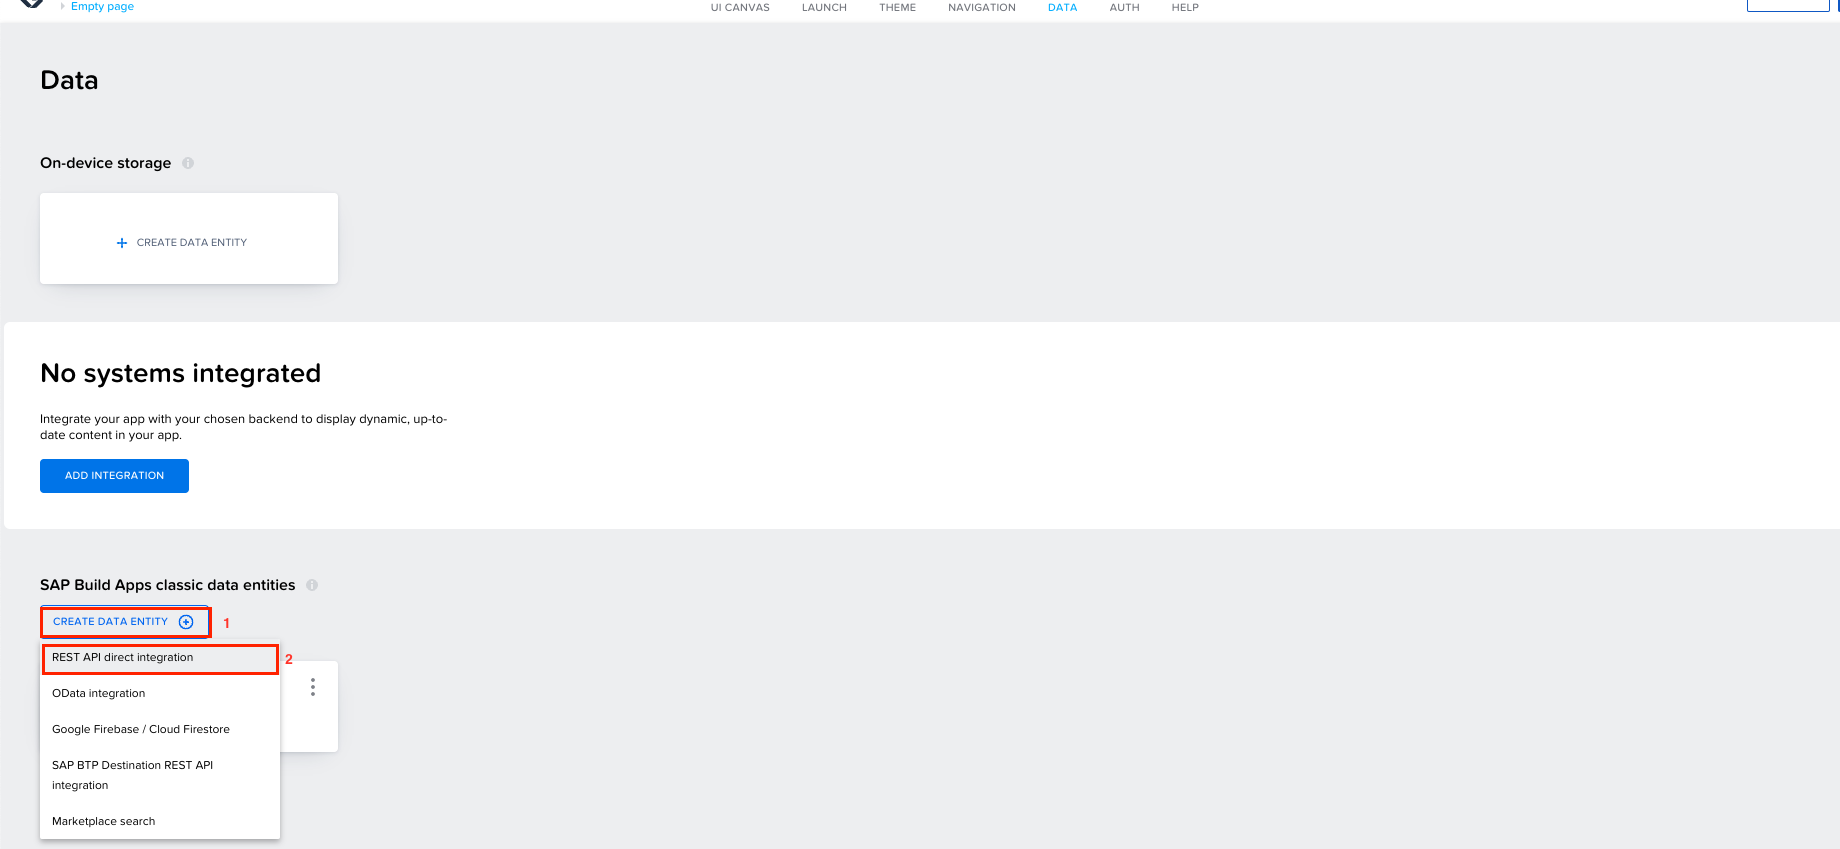 Empty page
UI CANVAS
LAUNCH
THEME
NAVIGATION
DATA
AUTH
HELP
Data
On-device storage
CREATE DATA ENTITY
No systems integrated
Integrate your app with your chosen backend to display dynamic, up-to-
date content in your app.
ADD INTEGRATION
SAP Build Apps classic data entities
CREATE DATA ENTITY
1
REST API direct integration
2
OData integration
Google Firebase / Cloud Firestore
SAP BTP Destination REST API
integration
Marketplace search